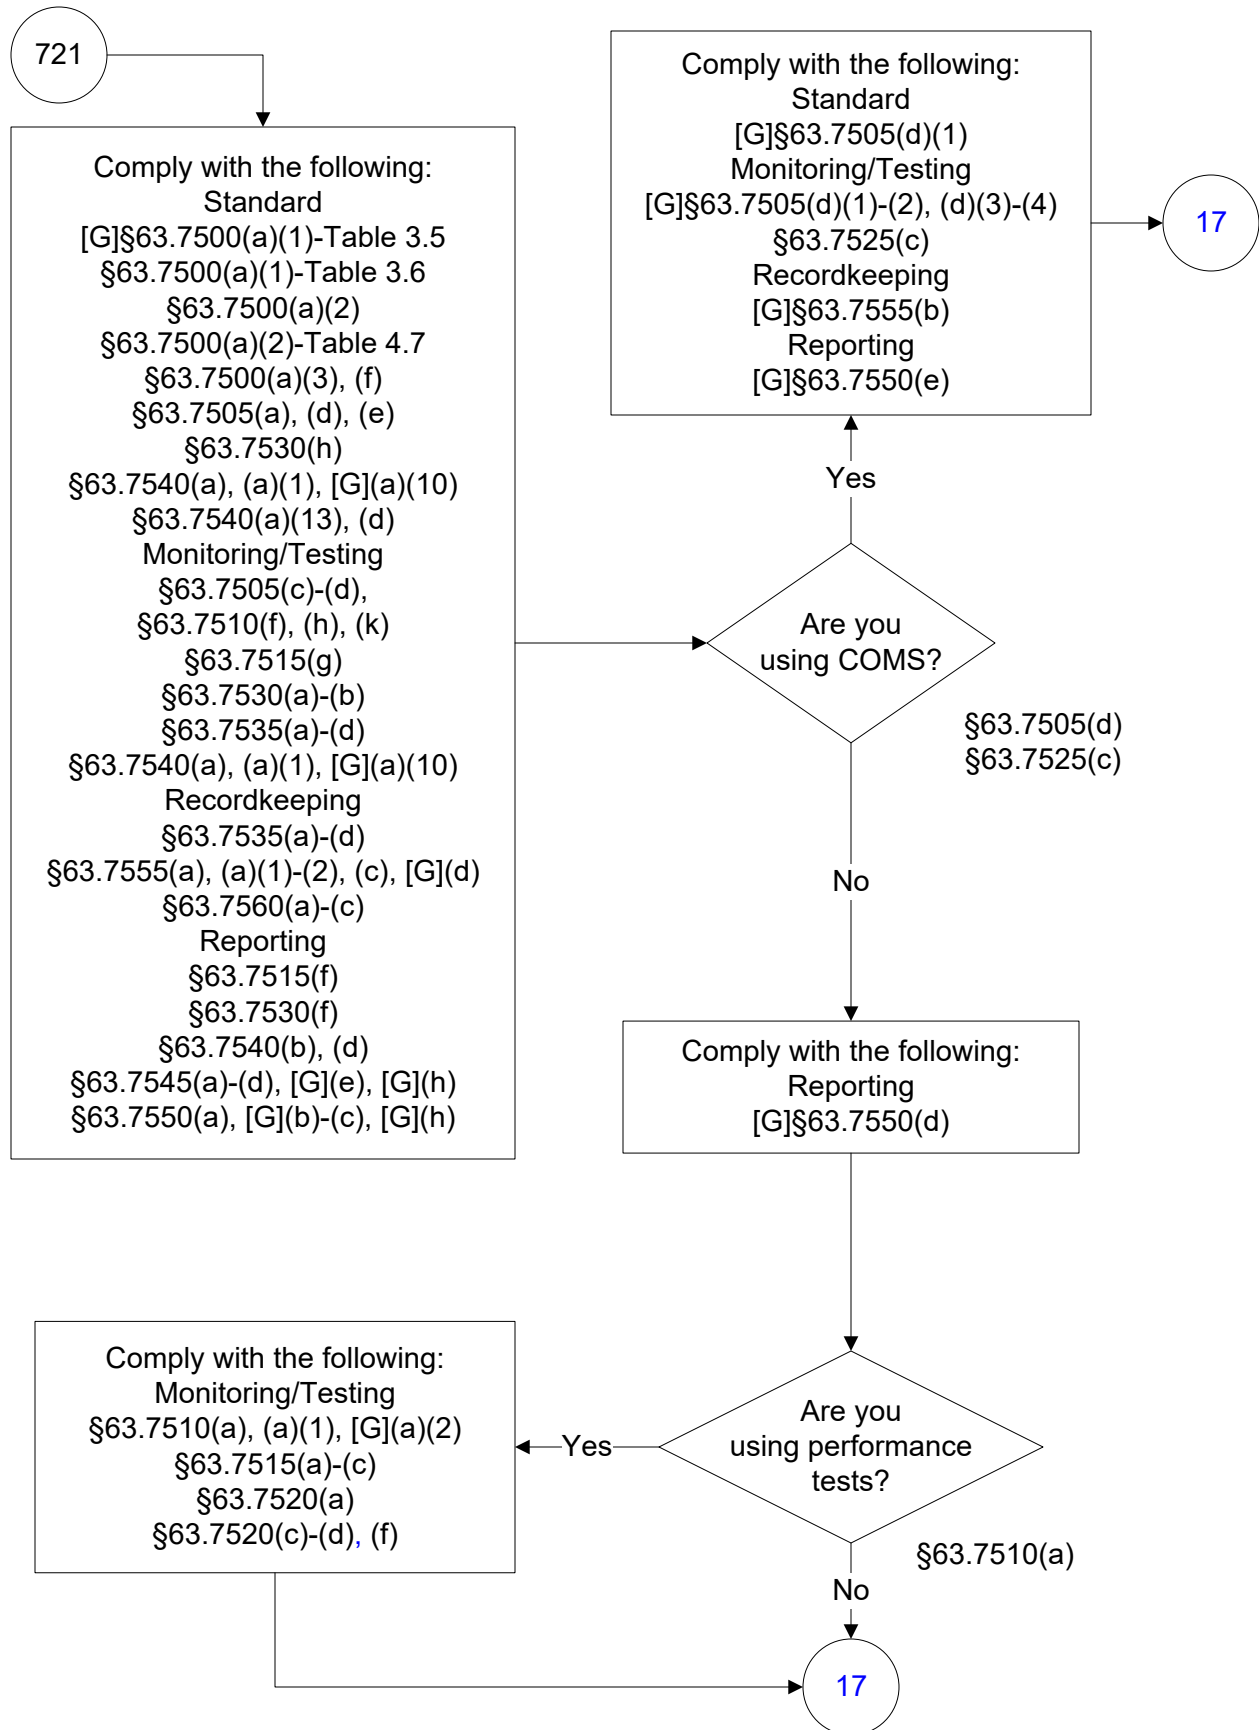 721
Comply with the following:
Standard
[G]§63.7500(a)(1)-Table 3.5
§63.7500(a)(1)-Table 3.6
§63.7500(a)(2)
§63.7500(a)(2)-Table 4.7
§63.7500(a)(3), (f)
§63.7505(a), (d), (e)
§63.7530(h)
§63.7540(a), (a)(1), [G](a)(10)
§63.7540(a)(13), (d)
Monitoring/Testing
§63.7505(c)-(d),
§63.7510(f), (h), (k)
§63.7515(g)
§63.7530(a)-(b)
§63.7535(a)-(d)
§63.7540(a), (a)(1), [G](a)(10)
Recordkeeping
§63.7535(a)-(d)
§63.7555(a), (a)(1)-(2), (c), [G](d)
§63.7560(a)-(c)
Reporting
§63.7515(f)
§63.7530(f)
§63.7540(b), (d)
§63.7545(a)-(d), [G](e), [G](h)
§63.7550(a), [G](b)-(c), [G](h)
Comply with the following:
Standard
[G]§63.7505(d)(1)
Monitoring/Testing
[G]§63.7505(d)(1)-(2), (d)(3)-(4)
§63.7525(c)
Recordkeeping
[G]§63.7555(b)
Reporting
[G]§63.7550(e)
17
Yes
Are you
using COMS?
§63.7505(d)
§63.7525(c)
No
Comply with the following:
Reporting
[G]§63.7550(d)
Are you
using performance
tests?
§63.7510(a)
Yes
Comply with the following:
Monitoring/Testing
§63.7510(a), (a)(1), [G](a)(2)
§63.7515(a)-(c)
§63.7520(a)
§63.7520(c)-(d), (f)
No
17